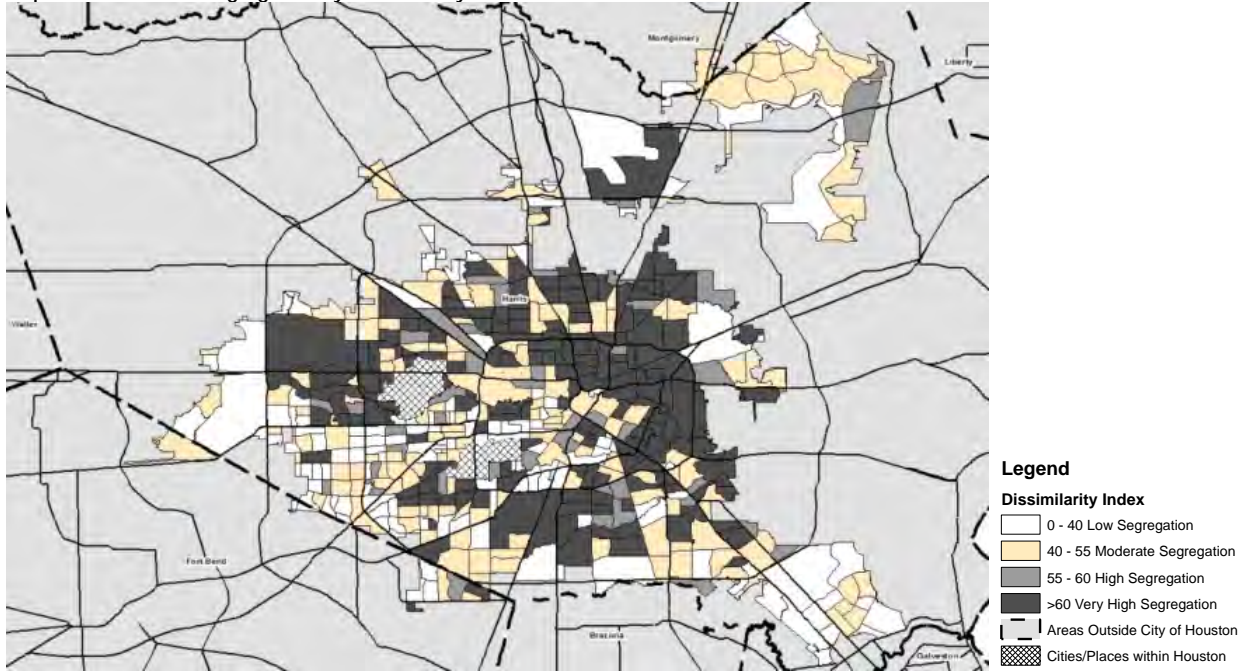 Montgomery
Liberty
Harris
Waller
Fort Bend
Brazoria
Galveston
Legend
Dissimilarity Index
0 - 40 Low Segregation
40 - 55 Moderate Segregation
55 - 60 High Segregation
>60 Very High Segregation
Areas Outside City of Houston
Cities/Places within Houston